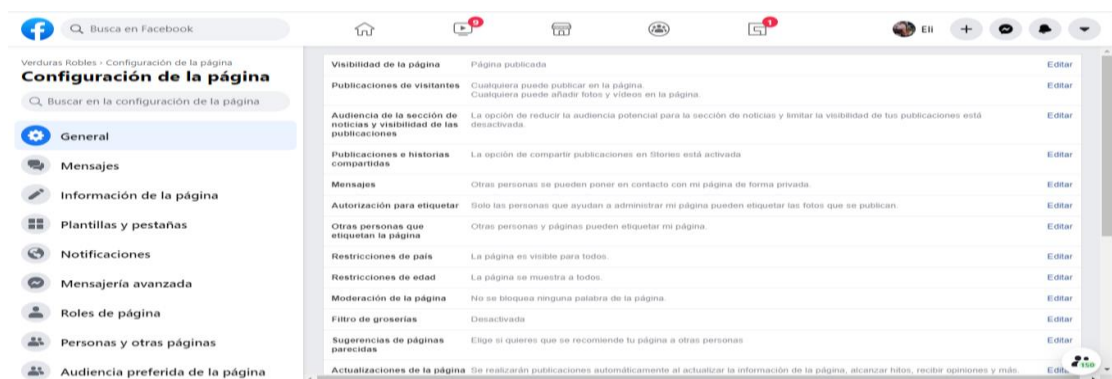 Busca en Facebook
9
1
Eli
Verduras Robles › Configuración de la página
Configuración de la página
Buscar en la configuración de la página
General
Mensajes
Información de la página
Plantillas y pestañas
Notificaciones
Mensajería avanzada
Roles de página
Personas y otras páginas
Audiencia preferida de la página
Visibilidad de la página Página publicada Editar
Publicaciones de visitantes Cualquiera puede publicar en la página. Editar
Cualquiera puede añadir fotos y vídeos en la página.
Audiencia de la sección de La opción de reducir la audiencia potencial para la sección de noticias y limitar la visibilidad de tus publicaciones está Editar
noticias y visibilidad de las desactivada.
publicaciones
Publicaciones e historias La opción de compartir publicaciones en Stories está activada Editar
compartidas
Mensajes Otras personas se pueden poner en contacto con mi página de forma privada. Editar
Autorización para etiquetar Solo las personas que ayudan a administrar mi página pueden etiquetar las fotos que se publican. Editar
Otras personas que Otras personas y páginas pueden etiquetar mi página. Editar
etiquetan la página
Restricciones de país La página es visible para todos. Editar
Restricciones de edad La página se muestra a todos. Editar
Moderación de la página No se bloquea ninguna palabra de la página. Editar
Filtro de groserías Desactivada Editar
Sugerencias de páginas Elige si quieres que se recomiende tu página a otras personas Editar
parecidas
Actualizaciones de la página Se realizarán publicaciones automáticamente al actualizar la información de la página, alcanzar hitos, recibir opiniones y más.
150